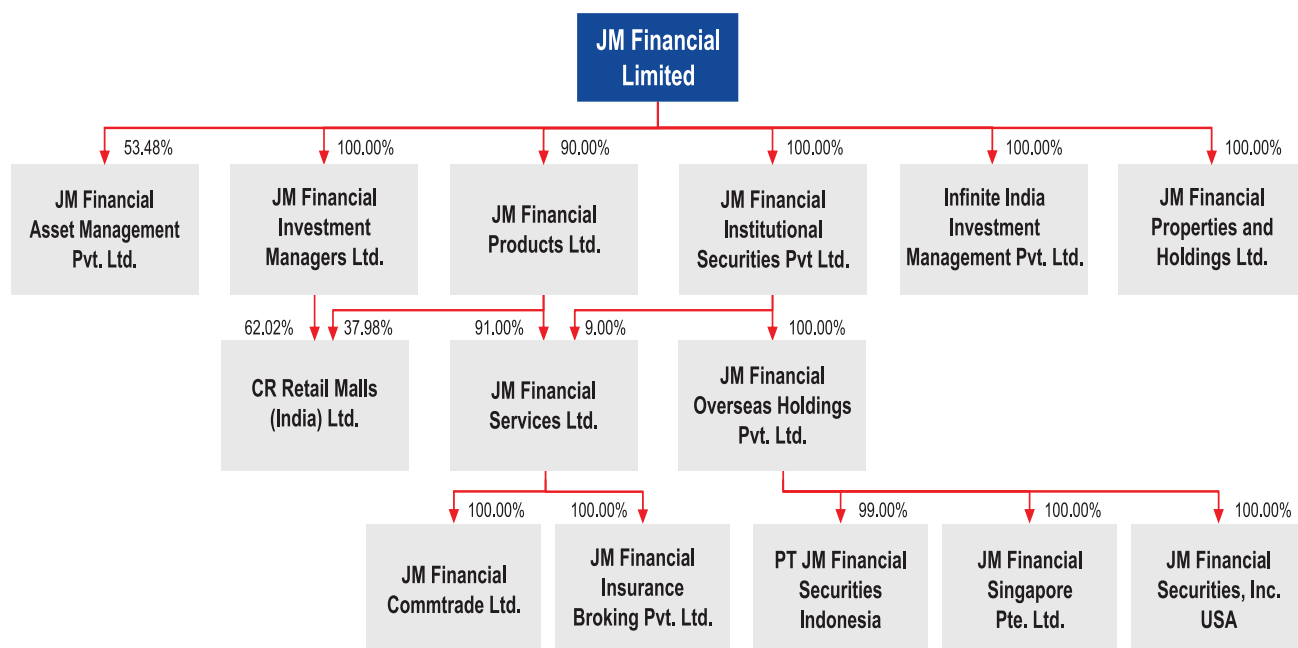 JM Financial
Limited
53.48%
100.00%
90.00%
100.00%
100.00%
100.00%
JM Financial
Asset Management
Pvt. Ltd.
JM Financial
Investment
Managers Ltd.
JM Financial
Products Ltd.
JM Financial
Institutional
Securities Pvt Ltd.
Infinite India
Investment
Management Pvt. Ltd.
JM Financial
Properties and
Holdings Ltd.
62.02%
37.98%
91.00%
9.00%
100.00%
CR Retail Malls
(India) Ltd.
JM Financial
Services Ltd.
JM Financial
Overseas Holdings
Pvt. Ltd.
100.00%
100.00%
99.00%
100.00%
100.00%
JM Financial
Commtrade Ltd.
JM Financial
Insurance
Broking Pvt. Ltd.
PT JM Financial
Securities
Indonesia
JM Financial
Singapore
Pte. Ltd.
JM Financial
Securities, Inc.
USA